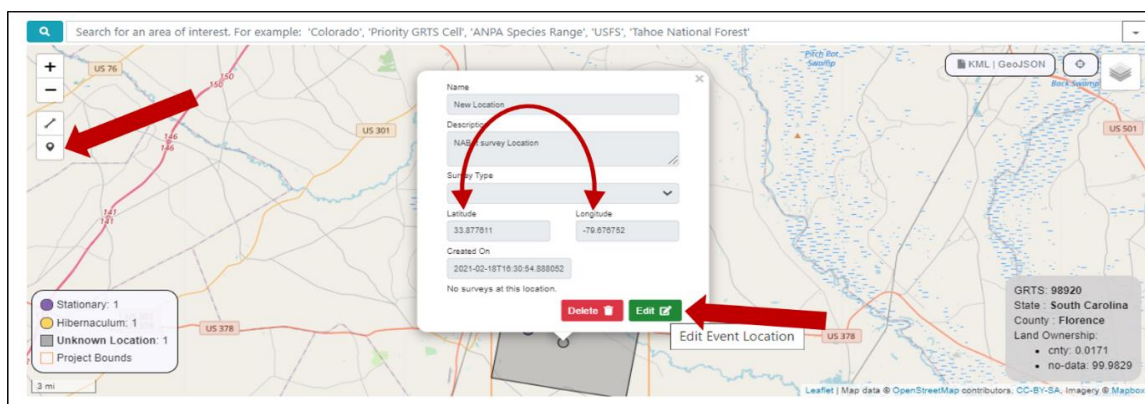 Search for an area of interest. For example: 'Colorado', 'Priority GRTS Cell', 'ANPA Species Range', 'USFS', 'Tahoe National Forest'
US 76
150
150
146
146
141
141
US 301
US 378
+
−
Name
New Location
Description
survey Location
Survey Type
Latitude
Longitude
33.877611
-79.676752
Created On
2021-02-18T16:30:54.888052
No surveys at this location.
Delete
Edit
Edit Event Location
×
Swamp
KML | GeoJSON
Back Swamp
US 501
US 378
Stationary: 1
Hibernaculum: 1
Unknown Location: 1
Project Bounds
3 mi
GRTS: 98920
State : South Carolina
County : Florence
Land Ownership:
• cnty: 0.0171
• no-data: 99.9829
Leaflet | Map data © OpenStreetMap contributors, CC-BY-SA, Imagery © Mapbox